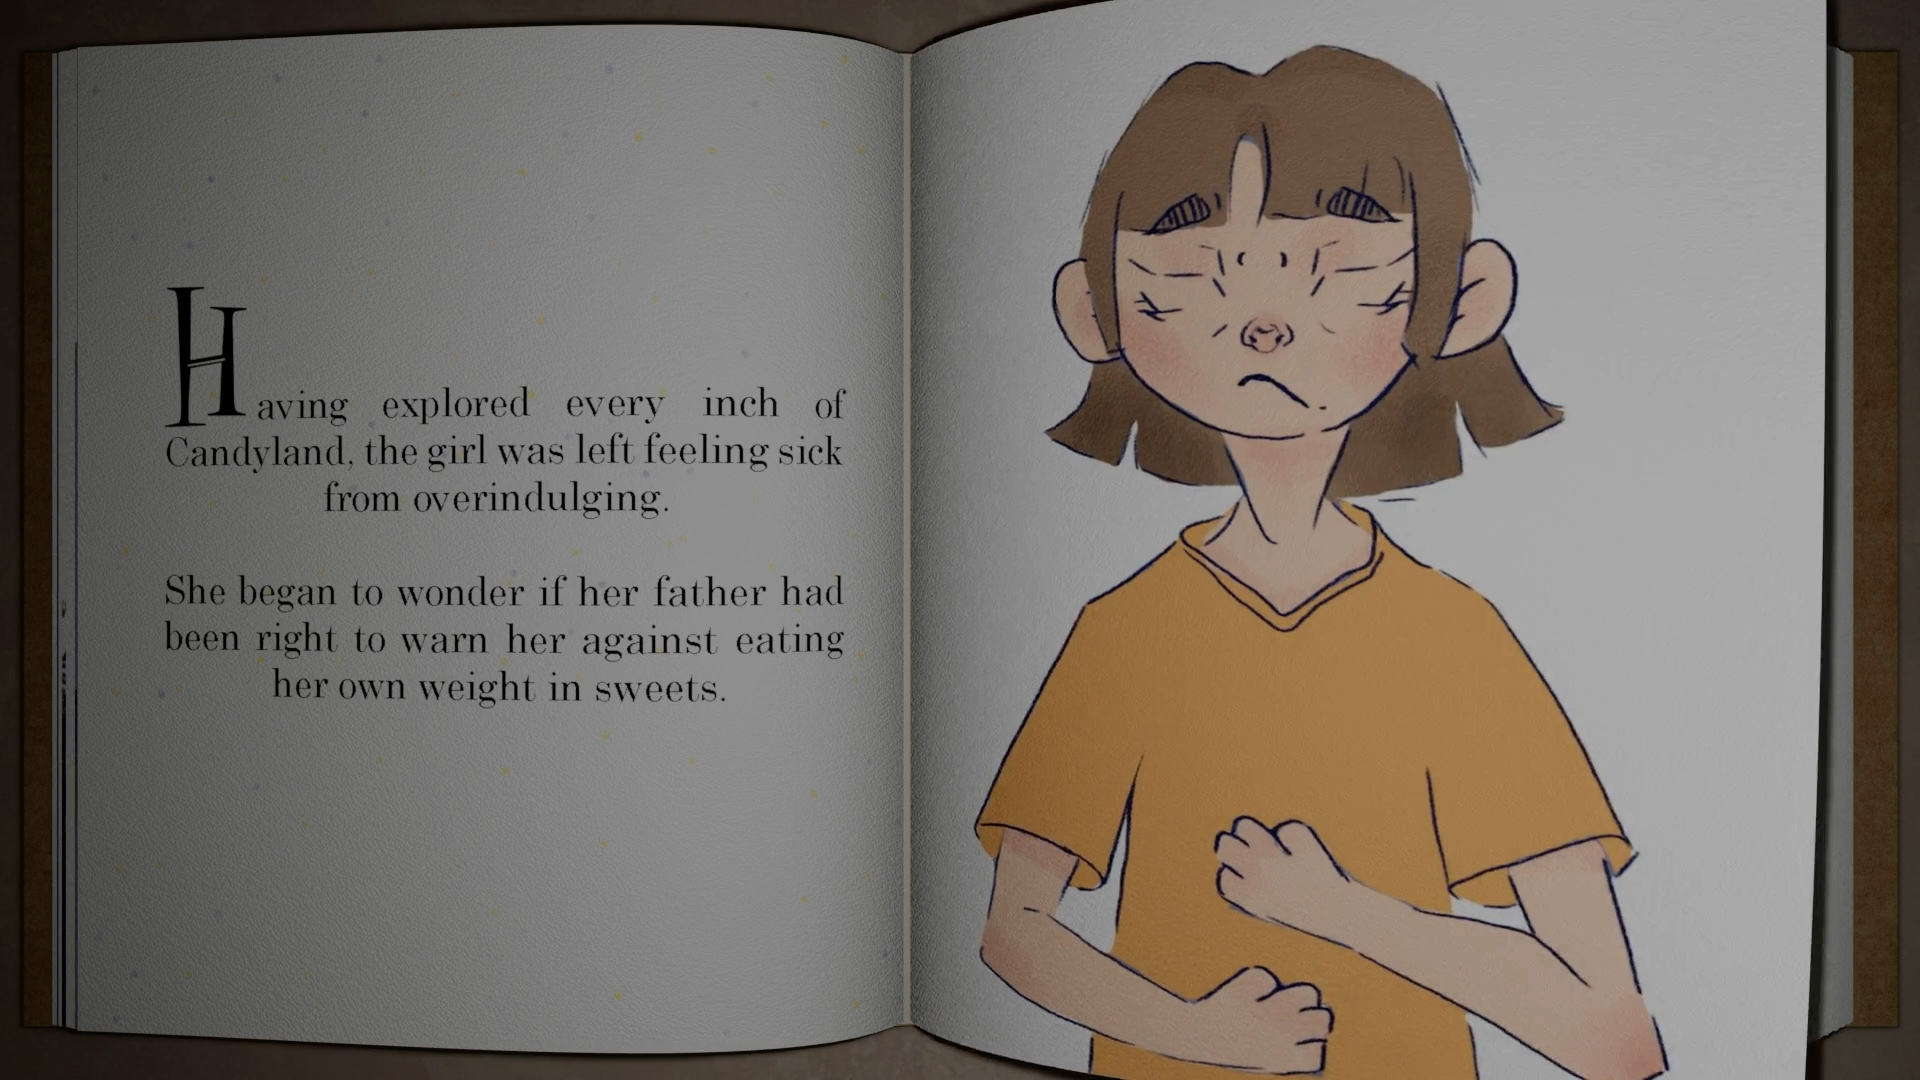 Having explored every inch of
Candyland, the girl was left feeling sick
from overindulging.
She began to wonder if her father had
been right to warn her against eating
her own weight in sweets.